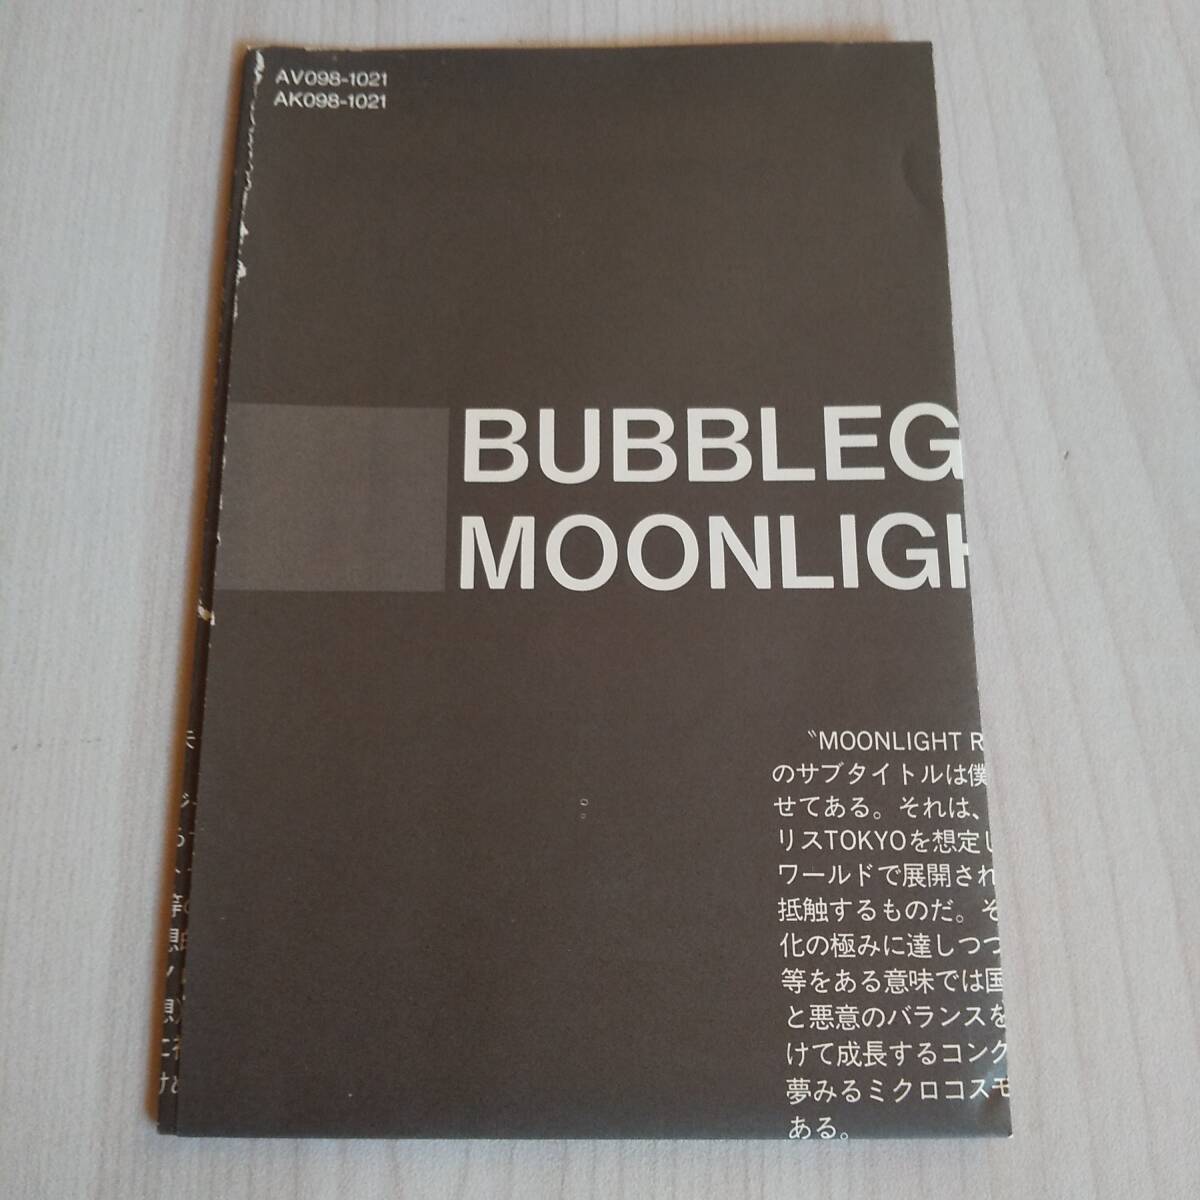 AV098-1021
AK098-1021
BUBBLEG
MOONLIGH
〝MOONLIGHT R
のサブタイトルは僕
せてある。それは、
リスTOKYOを想定し
ワールドで展開され
抵触するものだ。そ
化の極みに達しつつ
等をある意味では国
と悪意のバランスを
けて成長するコンク
夢みるミクロコスモ
ある。